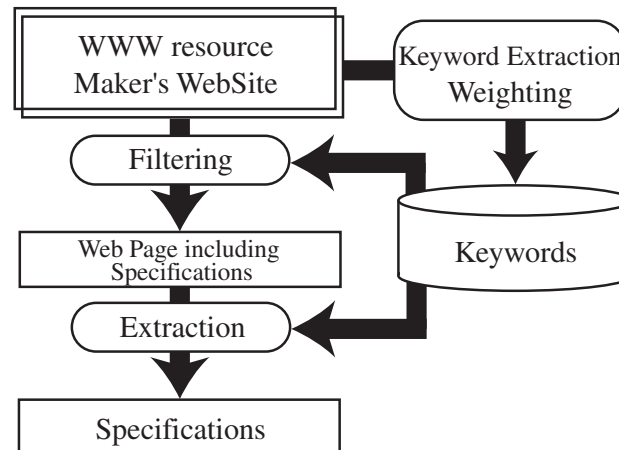 WWW resource
Maker's WebSite
Keyword Extraction
Weighting
Filtering
Keywords
Web Page including
Specifications
Extraction
Specifications